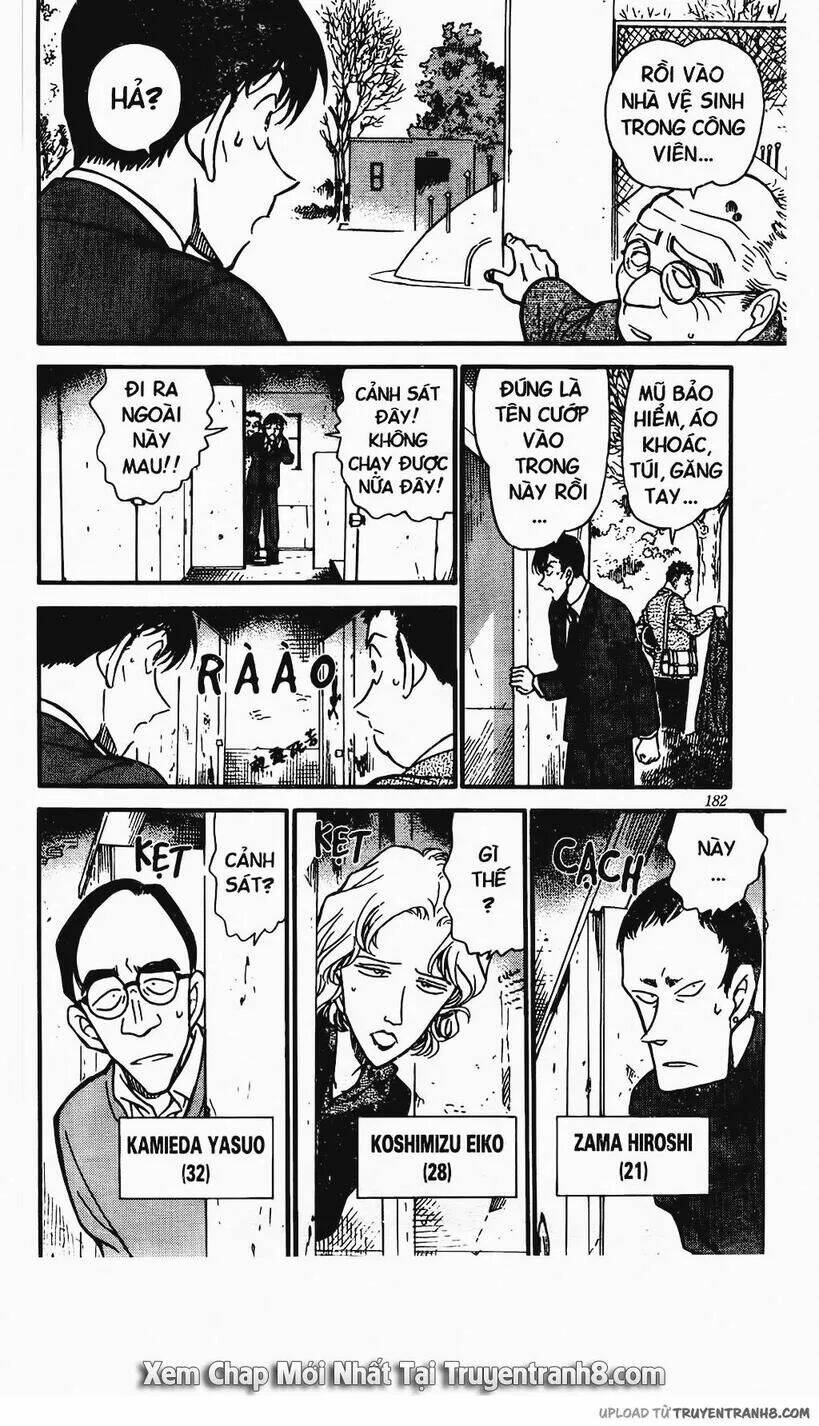 RỒI VÀO
NHÀ VỆ SINH
TRONG CÔNG
VIÊN...
HẢ?
MŨ BẢO
HIỂM, ÁO
KHOÁC,
TÚI, GĂNG
TAY...
ĐÚNG LÀ
TÊN CƯỚP
VÀO
TRONG
NÀY RỒI
...
CẢNH SÁT
ĐÂY!
KHÔNG
CHẠY ĐƯỢC
NỮA ĐÂY!
ĐI RA
NGOÀI
NÀY
MAU!!
RÀÀO
182
NÀY
...
CẠCH
ZAMA HIROSHI
(21)
GÌ
THẾ
?
KẸT
KOSHIMIZU EIKO
(28)
CẢNH
SÁT?
KẸT
KAMIEDA YASUO
(32)
Xem Chap Mới Nhất Tại Truyentranh8.com
UPLOAD TỪ TRUYENTRANH8.COM